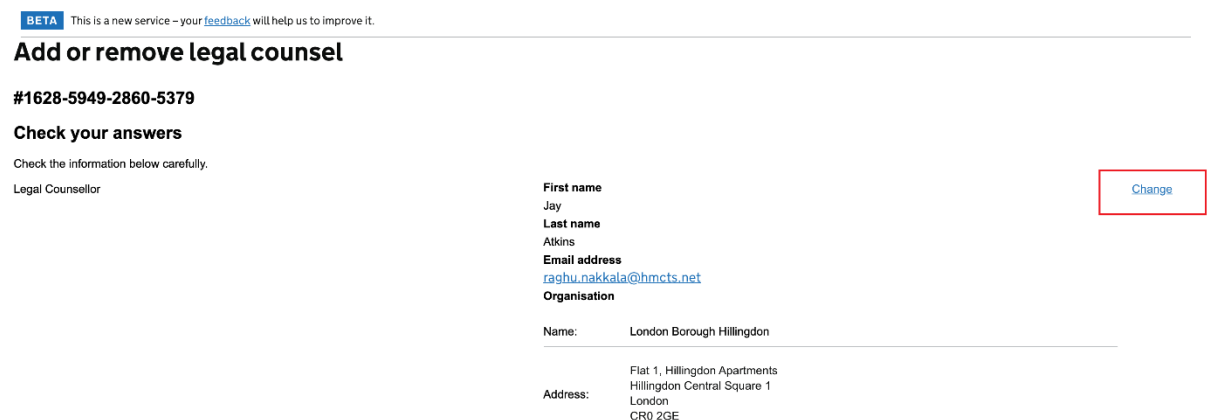 BETA This is a new service – your feedback will help us to improve it.
Add or remove legal counsel
#1628-5949-2860-5379
Check your answers
Check the information below carefully.
Legal Counsellor
First name
Change
Jay
Last name
Atkins
Email address
raghu.nakkala@hmcts.net
Organisation
Name: London Borough Hillingdon
Address:
Flat 1, Hillingdon Apartments
Hillingdon Central Square 1
London
CR0 2GE